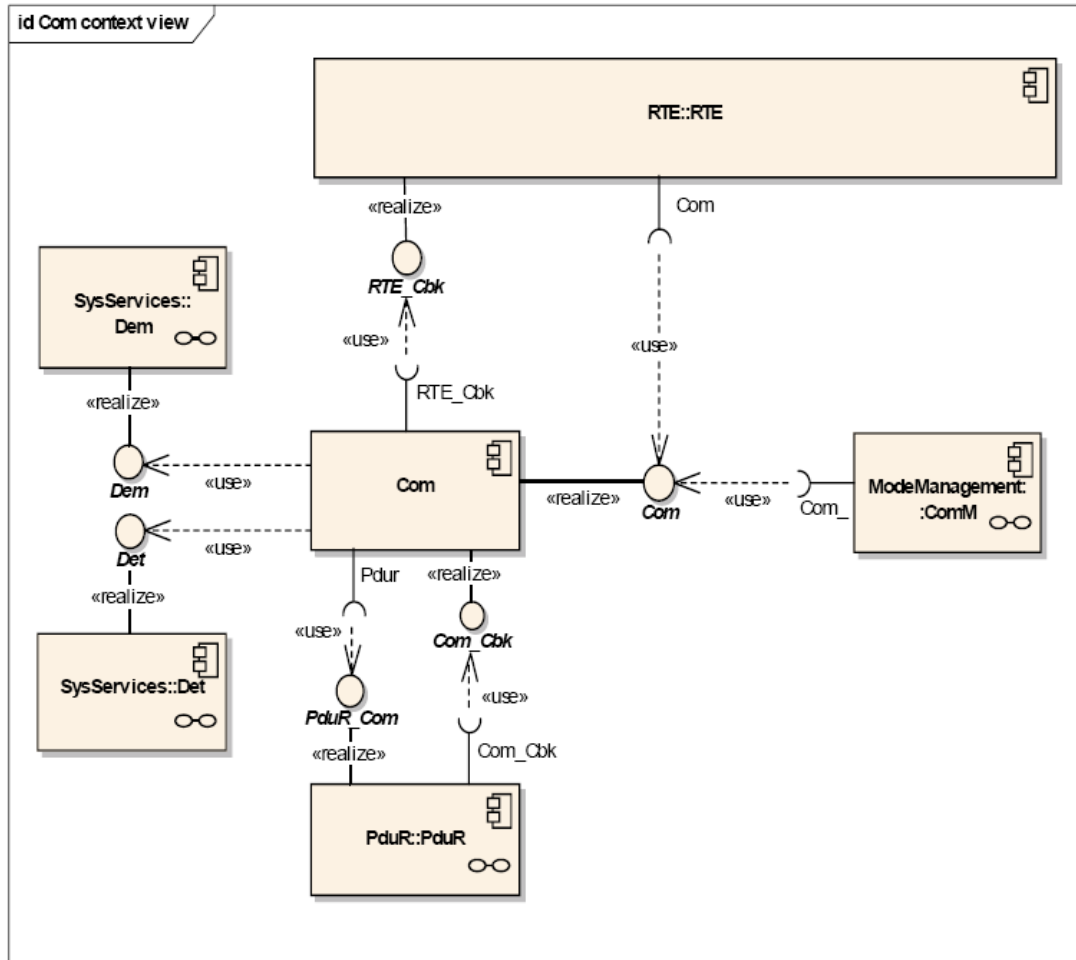 id Com context view
RTE::RTE
«realize»
Com
RTE_Cbk
«use»
«use»
SysServices::
Dem
RTE_Cbk
«realize»
Com
Dem
«use»
«realize»
Com
«use»
Com_
ModeManagement:
:ComM
Det
«use»
«realize»
Pdur
«realize»
«use»
Com_Cbk
SysServices::Det
PduR_Com
«use»
«realize»
Com_Cbk
PduR::PduR